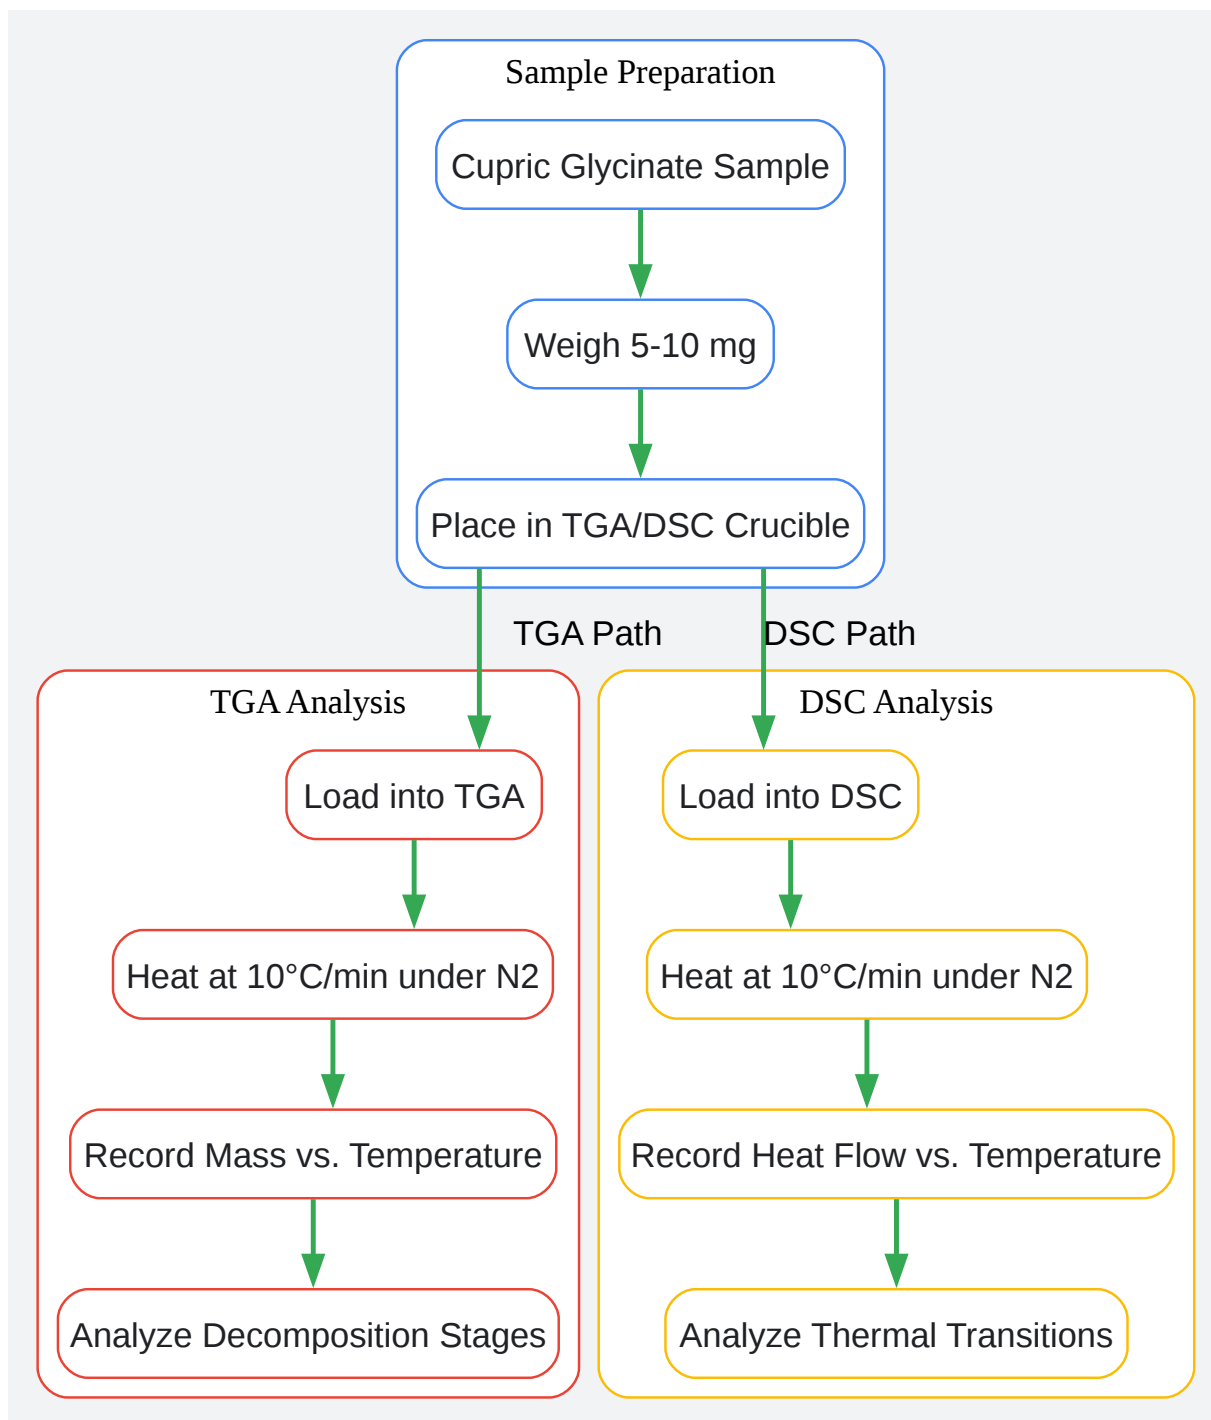 Sample Preparation
Cupric Glycinate Sample
Weigh 5-10 mg
Place in TGA/DSC Crucible
TGA Path
DSC Path
TGA Analysis
Load into TGA
Heat at 10°C/min under N2
Record Mass vs. Temperature
Analyze Decomposition Stages
DSC Analysis
Load into DSC
Heat at 10°C/min under N2
Record Heat Flow vs. Temperature
Analyze Thermal Transitions